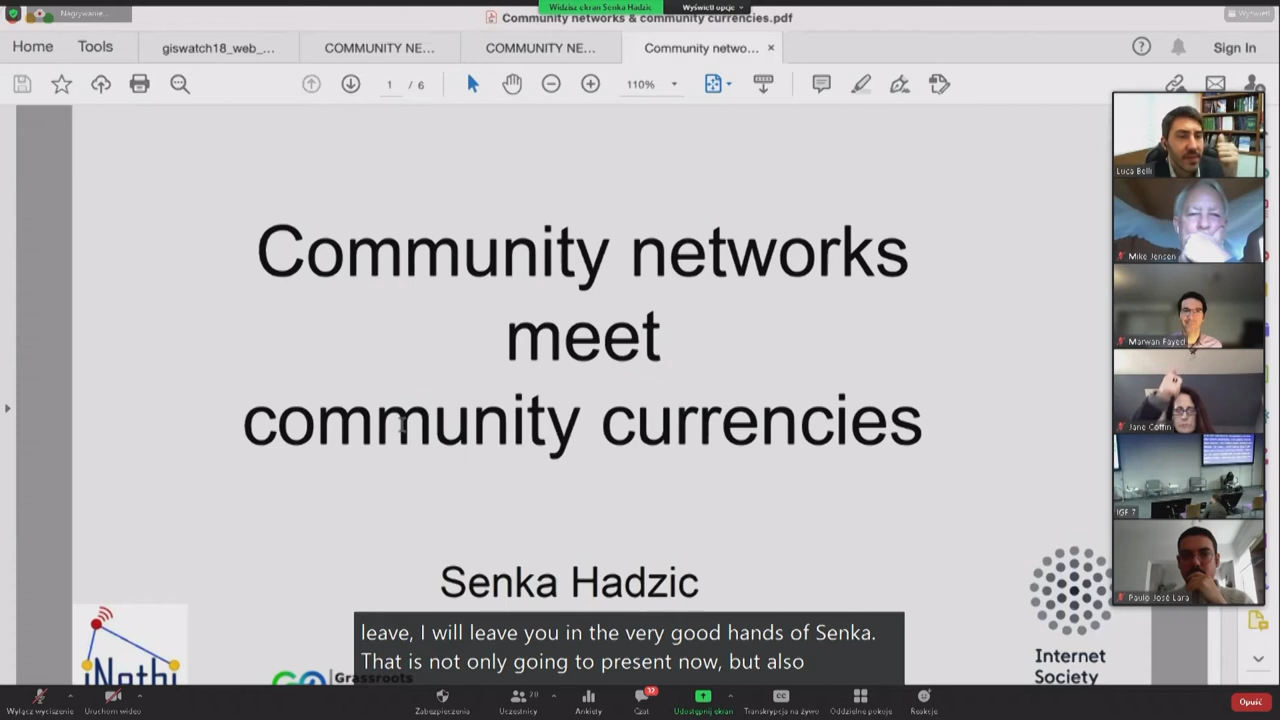 Nagrywanie...
Widzisz ekran Senka Hadzic
Wyświetl opcje
Wyświetl
Community networks & community currencies.pdf
Home
Tools
giswatch18_web_...
COMMUNITY NE...
COMMUNITY NE...
Community netwo... ×
Sign In
1 / 6
110%
Community networks
meet
community currencies
Senka Hadzic
Grassroots
Internet
Society
Luca Belli
Mike Jensen
Marwan Fayed
Jane Coffin
IGF 7
Paulo José Lara
leave, I will leave you in the very good hands of Senka.
That is not only going to present now, but also
Wyłącz wyciszenie
Uruchom wideo
Zabezpieczenia
Uczestnicy
Ankiety
32
Czat
Udostępnij ekran
Transkrypcja na żywo
Oddzielne pokoje
Reakcje
Opuść